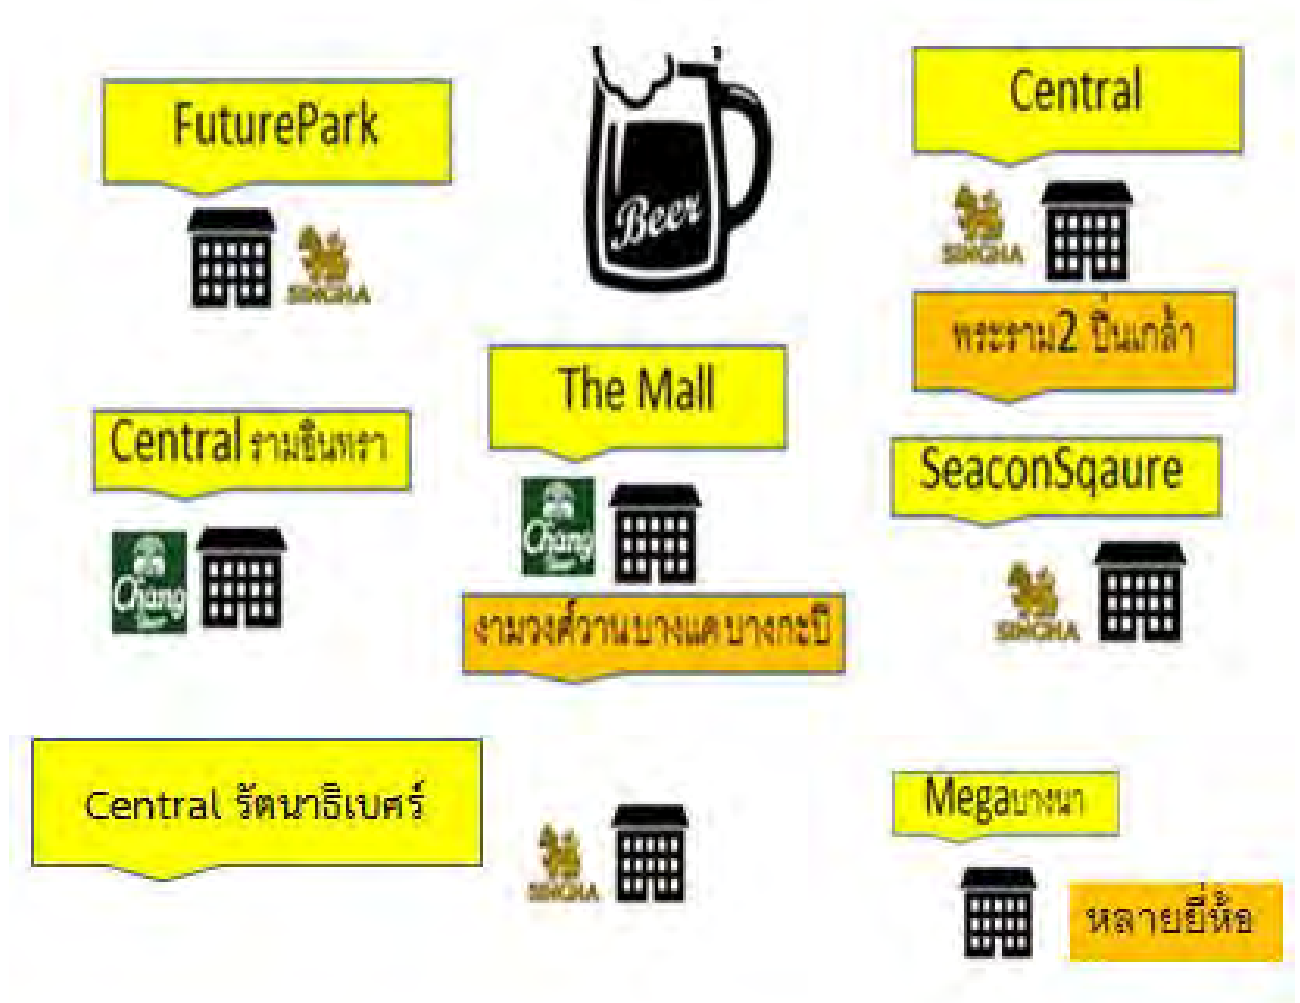 FuturePark
SINGHA
Beer
Central
SINGHA
พระราม2 ปิ่นเกล้า
Central รามอินทรา
Chang
The Mall
Chang
งามวงศ์วาน บางแค บางกะปิ
SeaconSqaure
SINGHA
Central รัตนาธิเบศร์
SINGHA
Megaบางนา
หลายยี่ห้อ